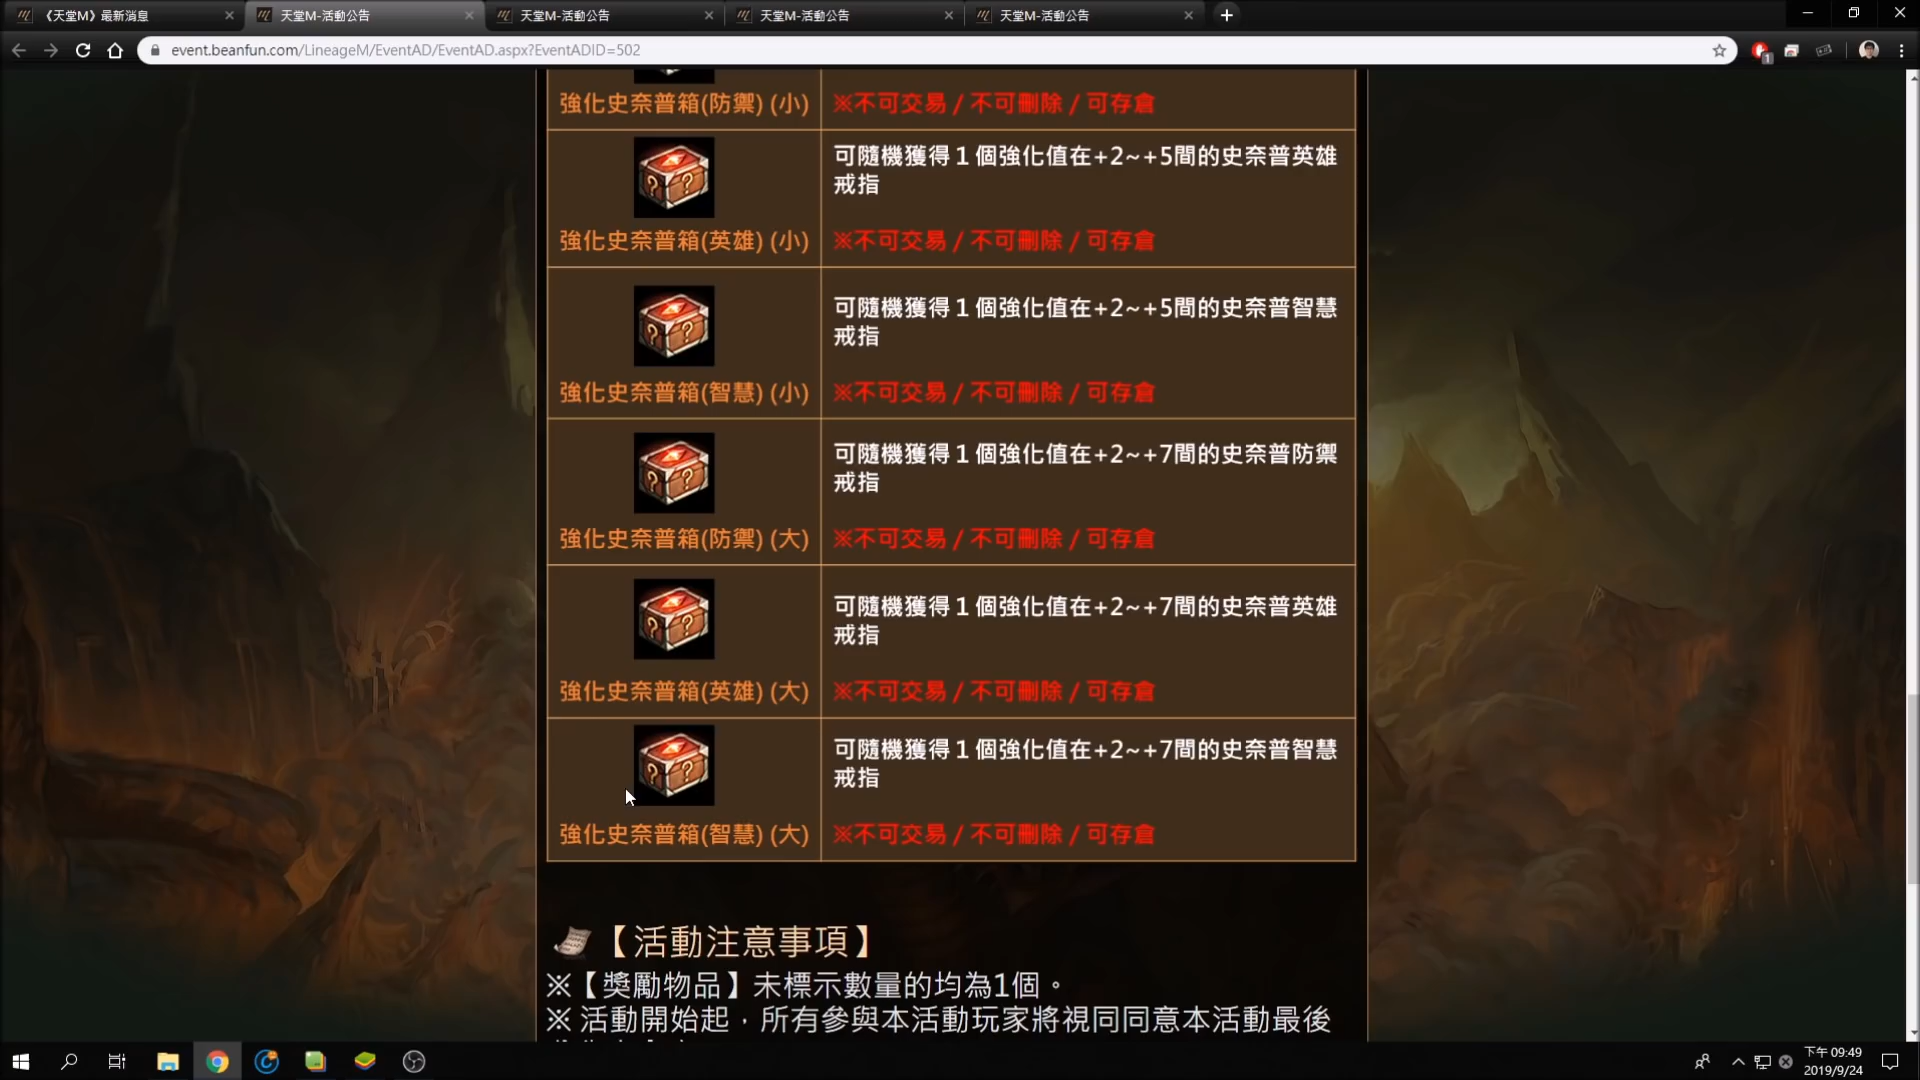 《天堂M》最新消息
天堂M-活動公告
天堂M-活動公告
天堂M-活動公告
天堂M-活動公告
event.beanfun.com/LineageM/EventAD/EventAD.aspx?EventADID=502
1
強化史奈普箱(防禦) (小)
※不可交易 / 不可刪除 / 可存倉
可隨機獲得 1 個強化值在+2~+5間的史奈普英雄
戒指
強化史奈普箱(英雄) (小)
※不可交易 / 不可刪除 / 可存倉
可隨機獲得 1 個強化值在+2~+5間的史奈普智慧
戒指
強化史奈普箱(智慧) (小)
※不可交易 / 不可刪除 / 可存倉
可隨機獲得 1 個強化值在+2~+7間的史奈普防禦
戒指
強化史奈普箱(防禦) (大)
※不可交易 / 不可刪除 / 可存倉
可隨機獲得 1 個強化值在+2~+7間的史奈普英雄
戒指
強化史奈普箱(英雄) (大)
※不可交易 / 不可刪除 / 可存倉
可隨機獲得 1 個強化值在+2~+7間的史奈普智慧
戒指
強化史奈普箱(智慧) (大)
※不可交易 / 不可刪除 / 可存倉
【活動注意事項】
※【獎勵物品】未標示數量的均為1個。
※ 活動開始起，所有參與本活動玩家將視同同意本活動最後
下午 09:49
2019/9/24